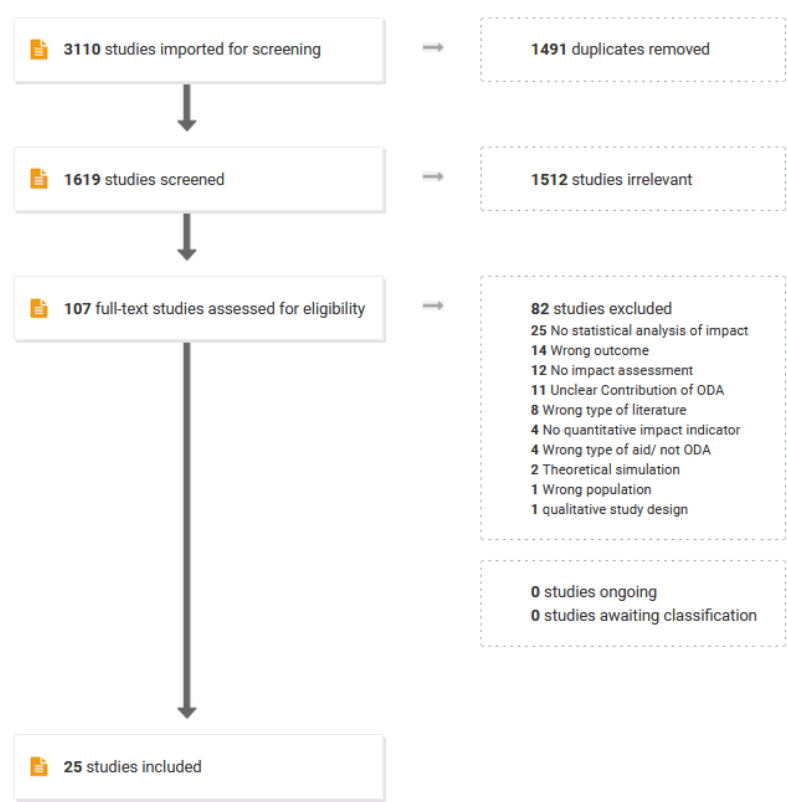 3110 studies imported for screening
1491 duplicates removed
1619 studies screened
1512 studies irrelevant
107 full-text studies assessed for eligibility
82 studies excluded
25 No statistical analysis of impact
14 Wrong outcome
12 No impact assessment
11 Unclear Contribution of ODA
8 Wrong type of literature
4 No quantitative impact indicator
4 Wrong type of aid/ not ODA
2 Theoretical simulation
1 Wrong population
1 qualitative study design
0 studies ongoing
0 studies awaiting classification
25 studies included